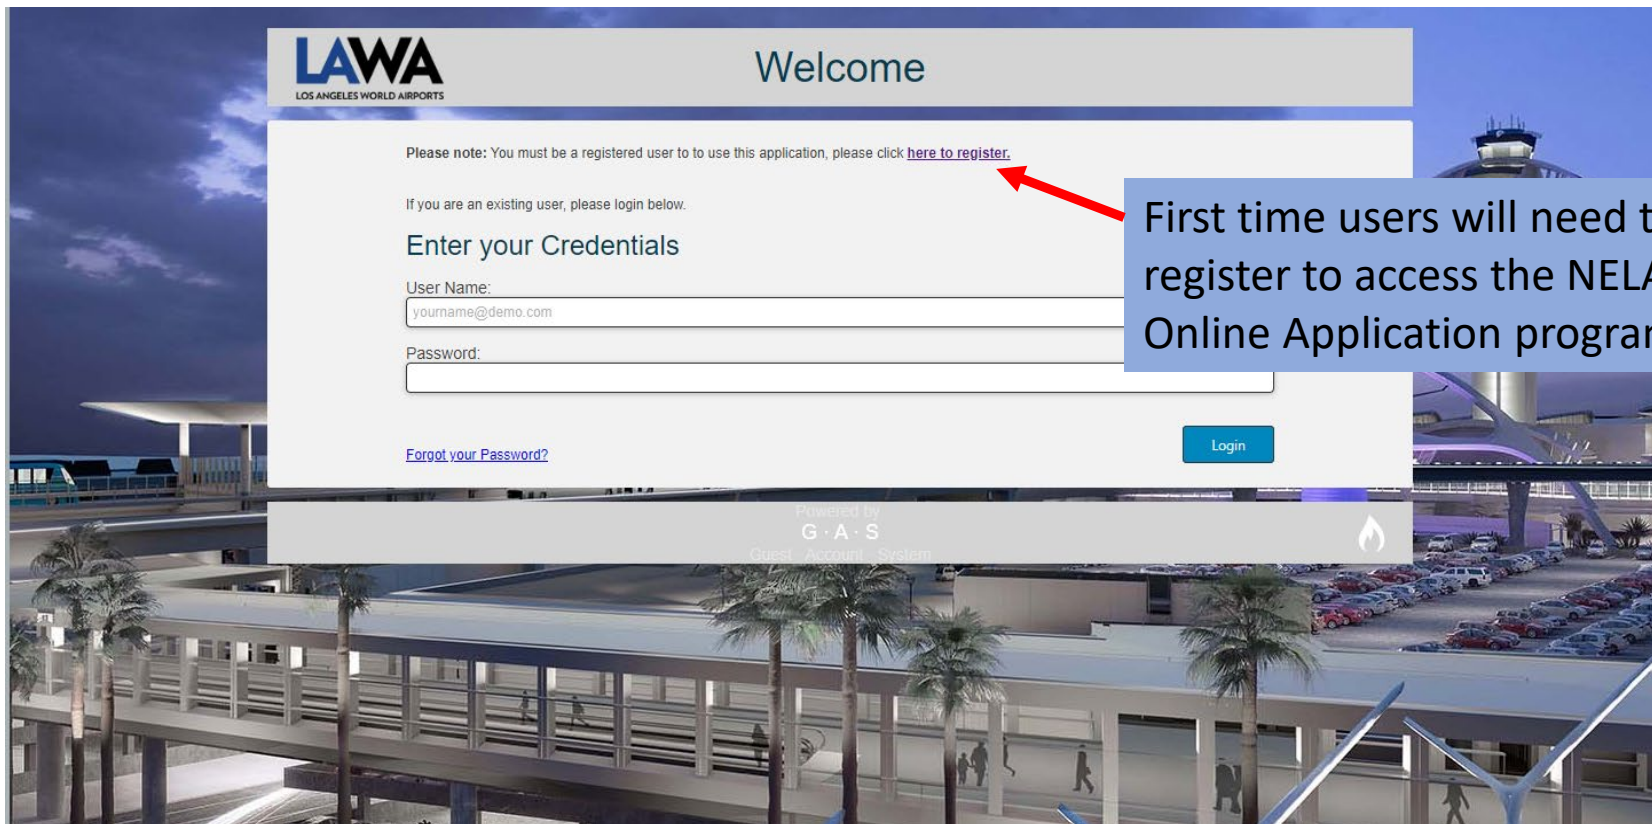 LAWA
LOS ANGELES WORLD AIRPORTS
Welcome
Please note: You must be a registered user to to use this application, please click here to register.
If you are an existing user, please login below.
Enter your Credentials
User Name:
yourname@demo.com
Password:
Forgot your Password?
Login
First time users will need t
register to access the NELA
Online Application program
Powered by
G · A · S
Guest · Account · System